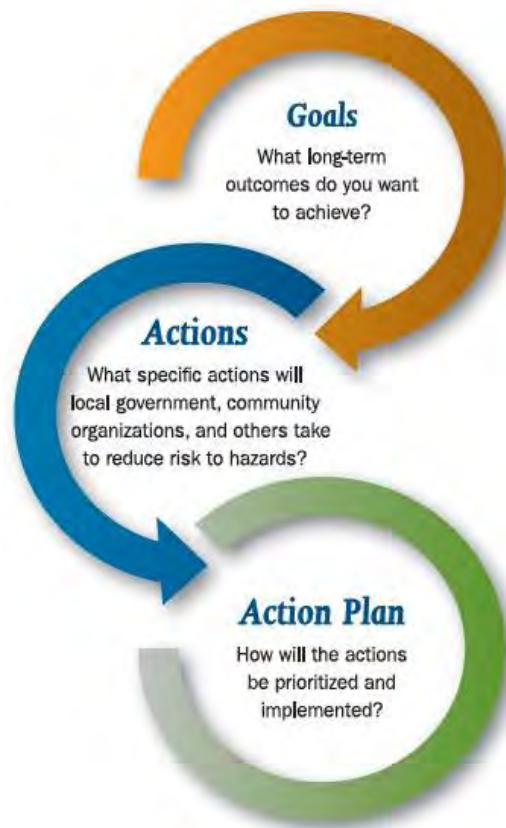 Goals
What long-term
outcomes do you want
to achieve?
Actions
What specific actions will
local government, community
organizations, and others take
to reduce risk to hazards?
Action Plan
How will the actions
be prioritized and
implemented?